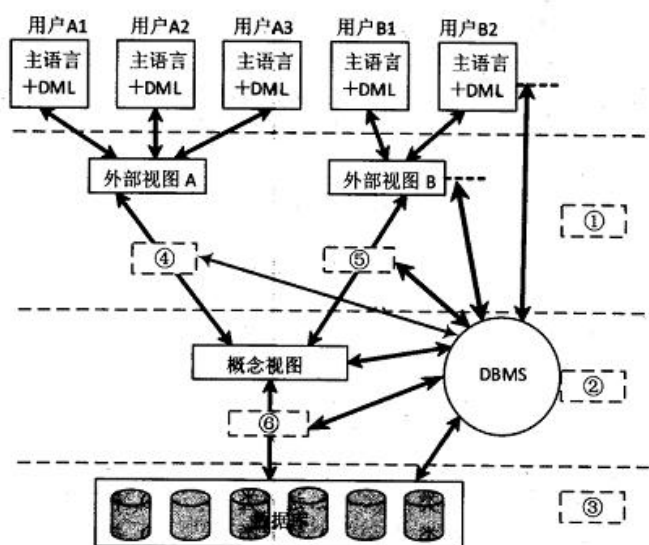 用户A1 用户A2 用户A3 用户B1 用户B2
主语言 主语言 主语言 主语言 主语言
+DML +DML +DML +DML +DML
外部视图 A 外部视图 B
①
④ ⑤
概念视图 DBMS ②
⑥
③